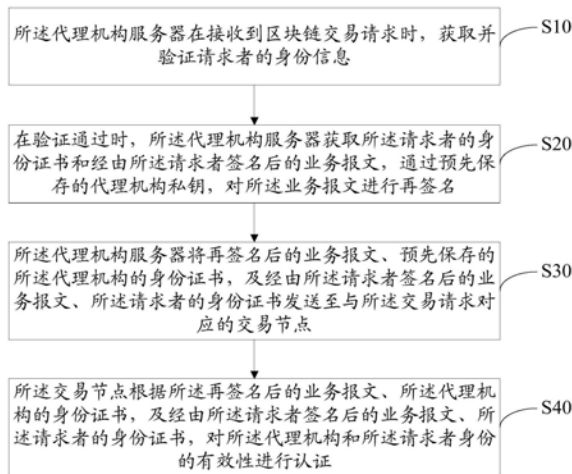 所述代理机构服务器在接收到区块链交易请求时，获取并
验证请求者的身份信息
S10
在验证通过时，所述代理机构服务器获取所述请求者的身
份证书和经由所述请求者签名后的业务报文，通过预先保
存的代理机构私钥，对所述业务报文进行再签名
S20
所述代理机构服务器将再签名后的业务报文、预先保存的
所述代理机构的身份证书，及经由所述请求者签名后的业
务报文、所述请求者的身份证书发送至与所述交易请求对
应的交易节点
S30
所述交易节点根据所述再签名后的业务报文、所述代理机
构的身份证书，及经由所述请求者签名后的业务报文、所
述请求者的身份证书，对所述代理机构和所述请求者身份
的有效性进行认证
S40